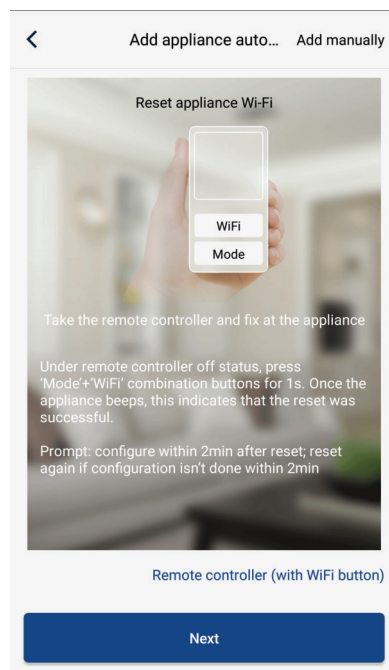 Add appliance auto… Add manually
Reset appliance Wi-Fi
WiFi
Mode
Take the remote controller and fix at the appliance
Under remote controller off status, press
'Mode'+'WiFi' combination buttons for 1s. Once the
appliance beeps, this indicates that the reset was
successful.
Prompt: configure within 2min after reset; reset
again if configuration isn't done within 2min
Remote controller (with WiFi button)
Next